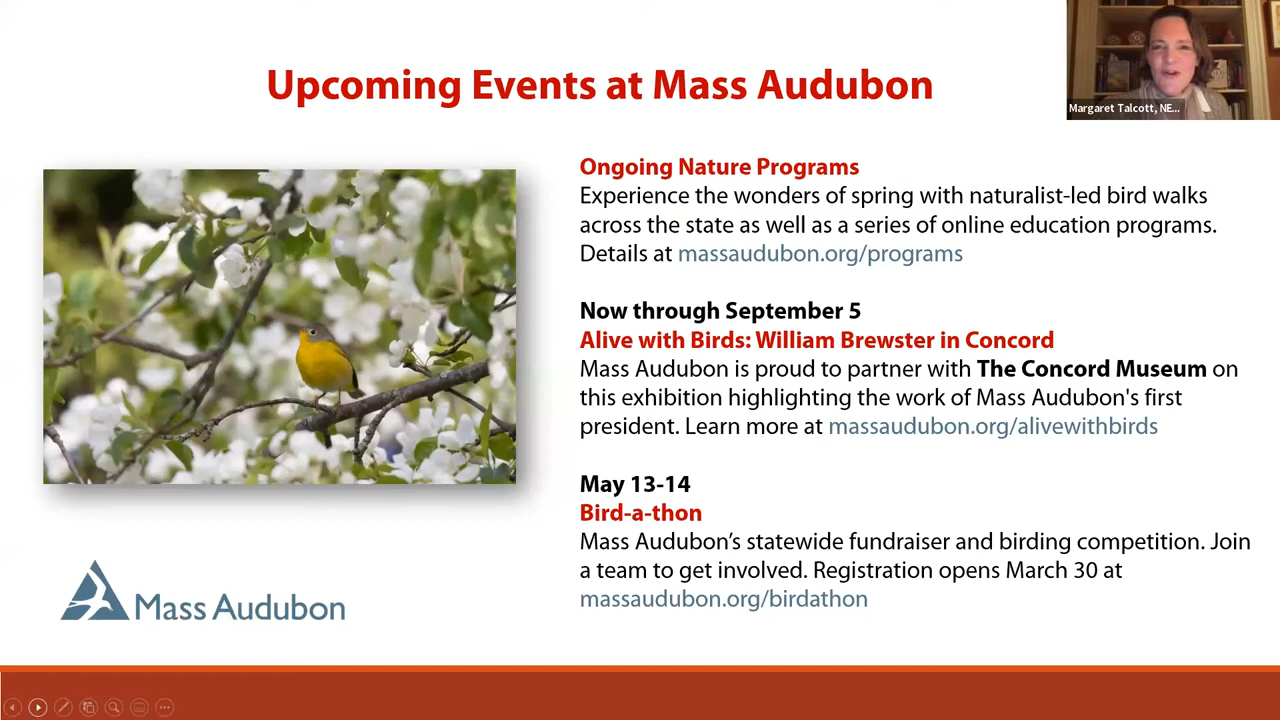 Upcoming Events at Mass Audubon
Margaret Talcott, NE...
Ongoing Nature Programs
Experience the wonders of spring with naturalist-led bird walks
across the state as well as a series of online education programs.
Details at massaudubon.org/programs
Now through September 5
Alive with Birds: William Brewster in Concord
Mass Audubon is proud to partner with The Concord Museum on
this exhibition highlighting the work of Mass Audubon's first
president. Learn more at massaudubon.org/alivewithbirds
May 13-14
Bird-a-thon
Mass Audubon’s statewide fundraiser and birding competition. Join
a team to get involved. Registration opens March 30 at
massaudubon.org/birdathon
Mass Audubon